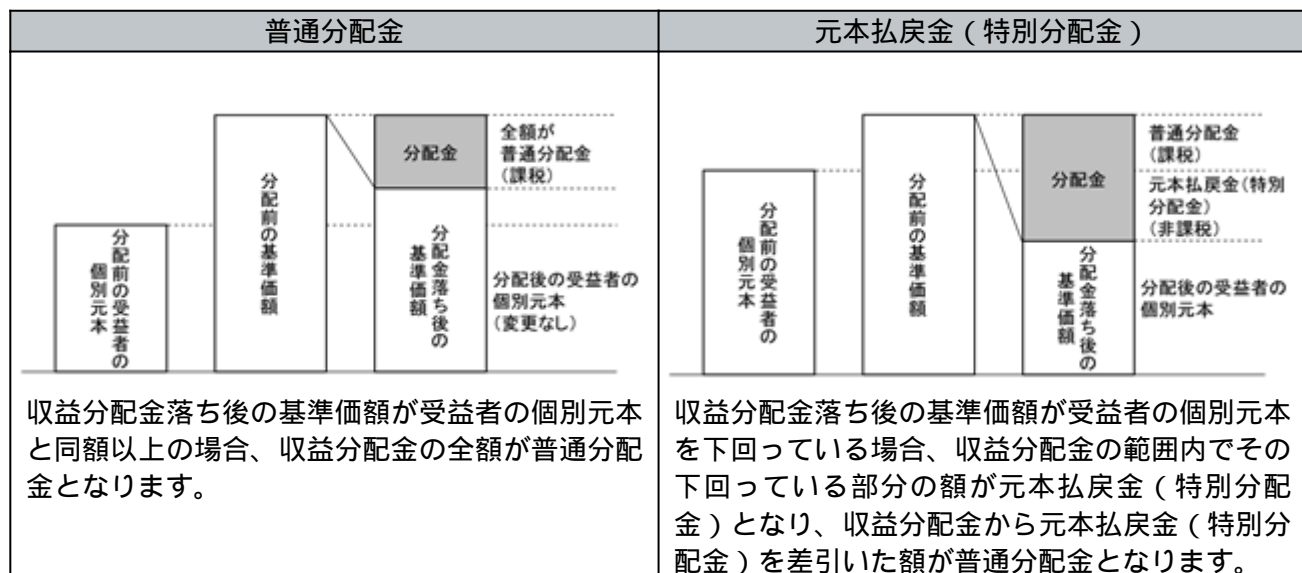 普通分配金
分配前の受益者の
個別元本
分配前の基準価額
分配金
分配金落ち後の
基準価額
全額が
普通分配金
(課税)
分配後の受益者の
個別元本
(変更なし)
収益分配金落ち後の基準価額が受益者の個別元本
と同額以上の場合、収益分配金の全額が普通分配
金となります。
元本払戻金(特別分配金)
分配前の受益者の
個別元本
分配前の基準価額
分配金
分配金落ち後の
基準価額
普通分配金
(課税)
元本払戻金(特別
分配金)
(非課税)
分配後の受益者の
個別元本
収益分配金落ち後の基準価額が受益者の個別元本
を下回っている場合、収益分配金の範囲内でその
下回っている部分の額が元本払戻金(特別分配
金)となり、収益分配金から元本払戻金(特別分
配金)を差引いた額が普通分配金となります。